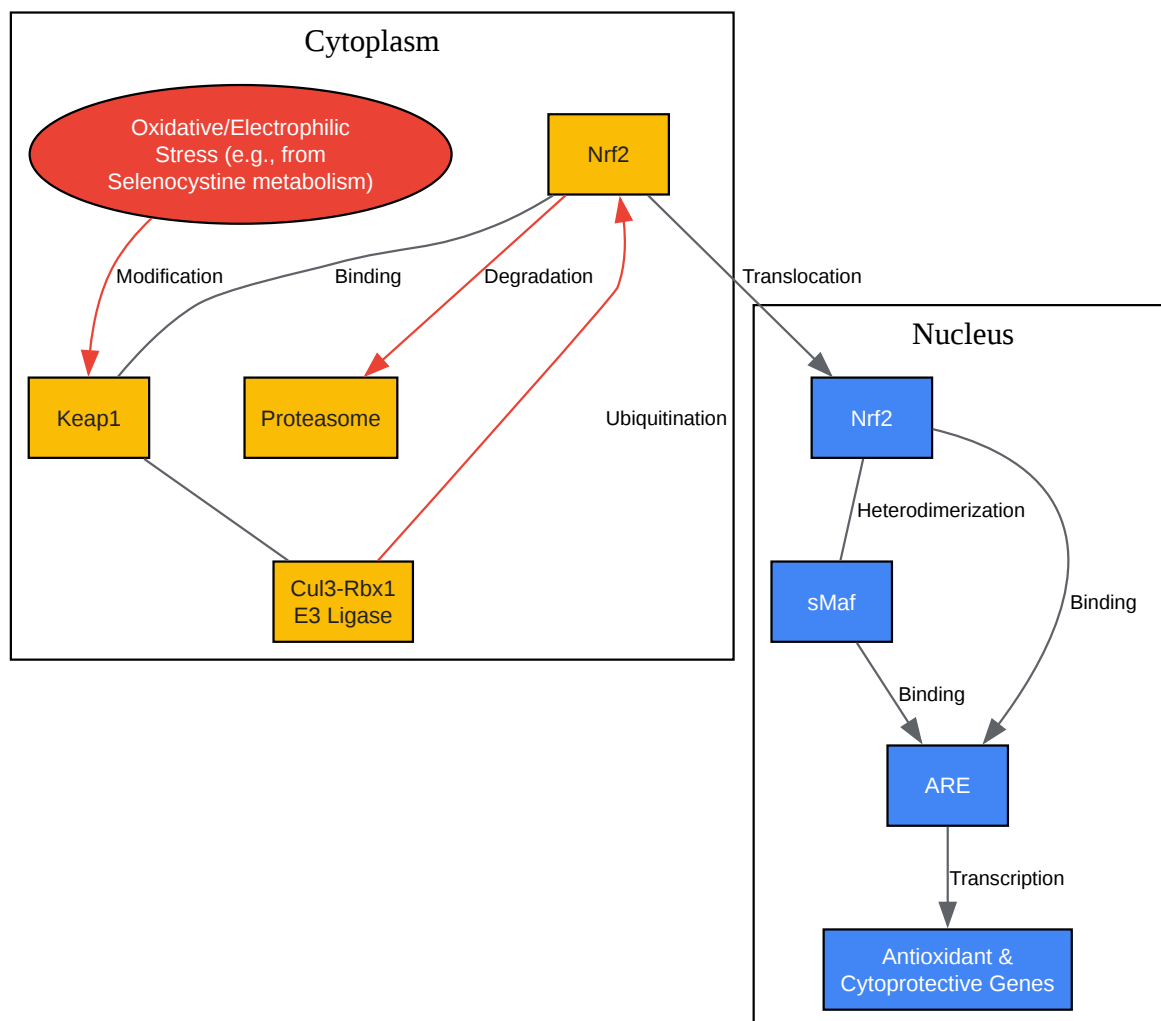 Cytoplasm
Oxidative/Electrophilic
Stress (e.g., from
Selenocystine metabolism)
Nrf2
Modification
Binding
Degradation
Translocation
Nucleus
Keap1
Proteasome
Ubiquitination
Nrf2
Heterodimerization
Cul3-Rbx1
E3 Ligase
sMaf
Binding
Binding
ARE
Transcription
Antioxidant &
Cytoprotective Genes